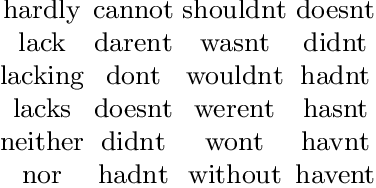 hardly cannot shouldnt doesnt
lack darent wasnt didnt
lacking dont wouldnt hadnt
lacks doesnt werent hasnt
neither didnt wont havnt
nor hadnt without havent